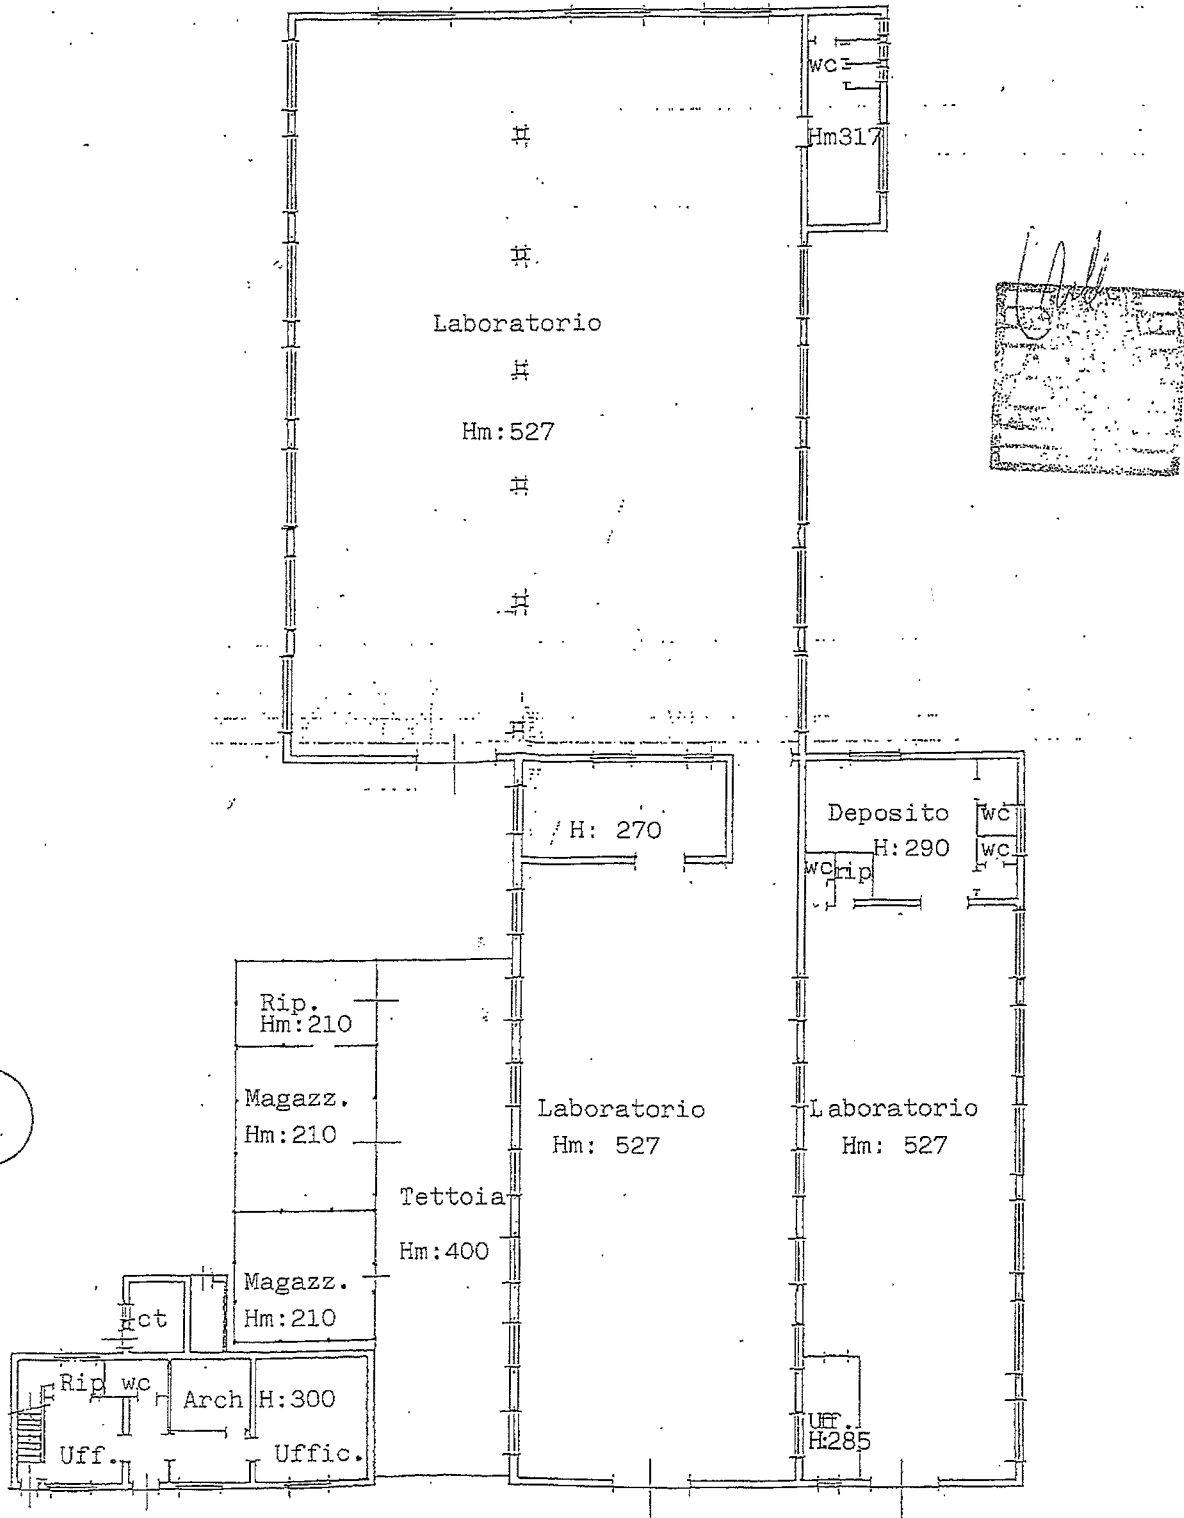 wc
Hm317
Laboratorio
Hm:527
H: 270
Deposito
H:290
wc
wc
wc
rip
Rip.
Hm:210
Magazz.
Hm:210
Laboratorio
Hm: 527
Laboratorio
Hm: 527
Tettoia
Hm:400
Magazz.
Hm:210
ct
Rip
wc
Arch
H:300
Uff.
Uffic.
Uff.
H:285